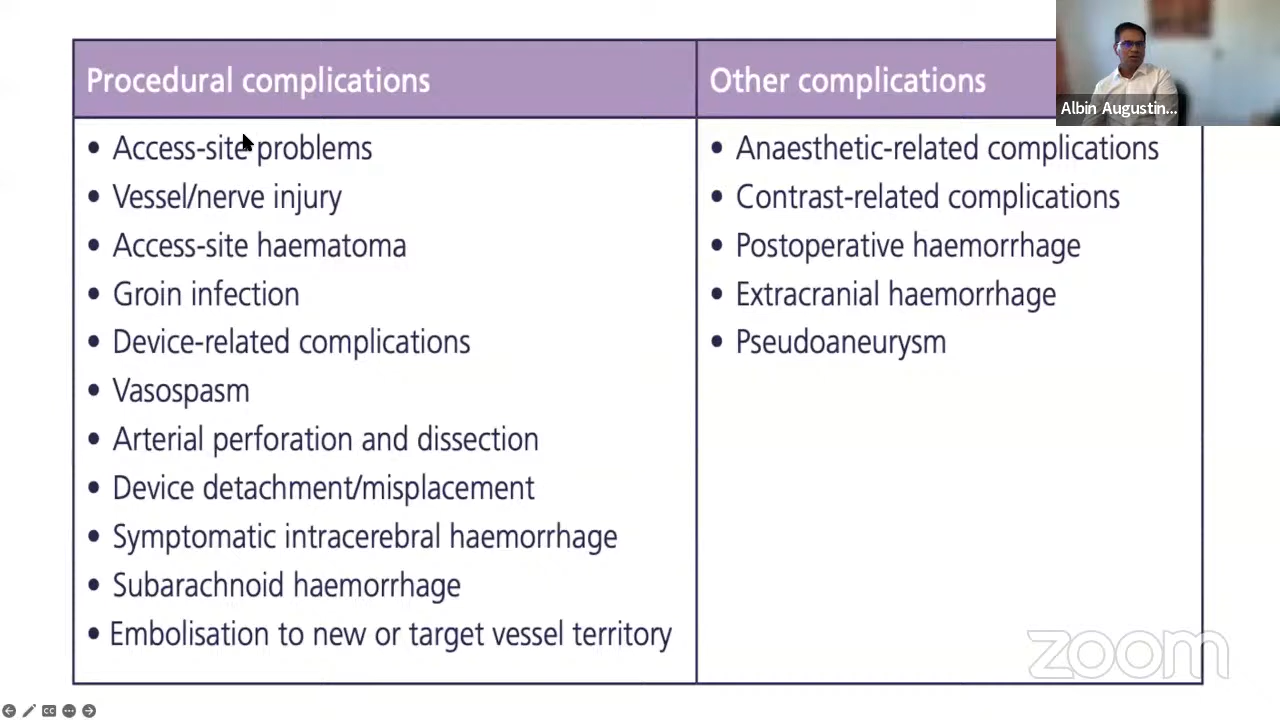 Procedural complications
Other complications
Albin Augustin...
• Access-site problems
• Vessel/nerve injury
• Access-site haematoma
• Groin infection
• Device-related complications
• Vasospasm
• Arterial perforation and dissection
• Device detachment/misplacement
• Symptomatic intracerebral haemorrhage
• Subarachnoid haemorrhage
• Embolisation to new or target vessel territory
• Anaesthetic-related complications
• Contrast-related complications
• Postoperative haemorrhage
• Extracranial haemorrhage
• Pseudoaneurysm
zoom
CC